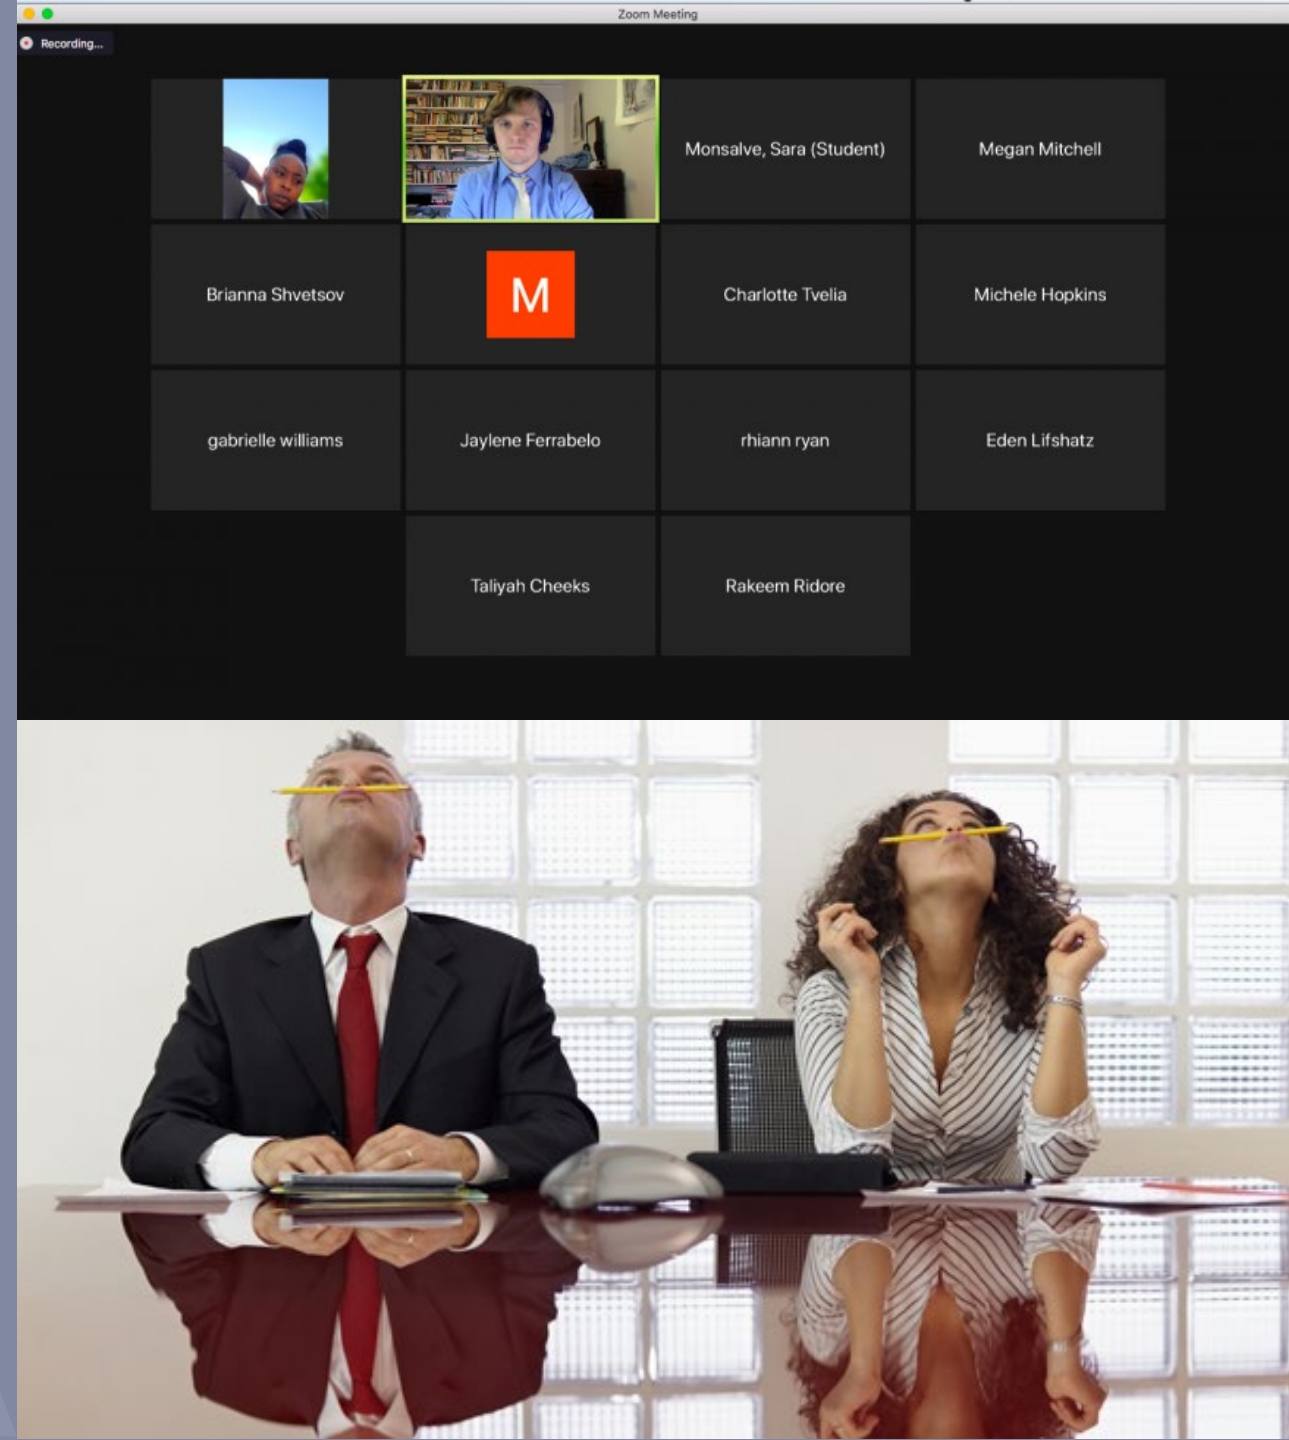 Zoom Meeting
Recording...
Monsalve, Sara (Student)
Megan Mitchell
Brianna Shvetsov
M
Charlotte Tvelia
Michele Hopkins
gabrielle williams
Jaylene Ferrabelo
rhiann ryan
Eden Lifshatz
Taliyah Cheeks
Rakeem Ridore